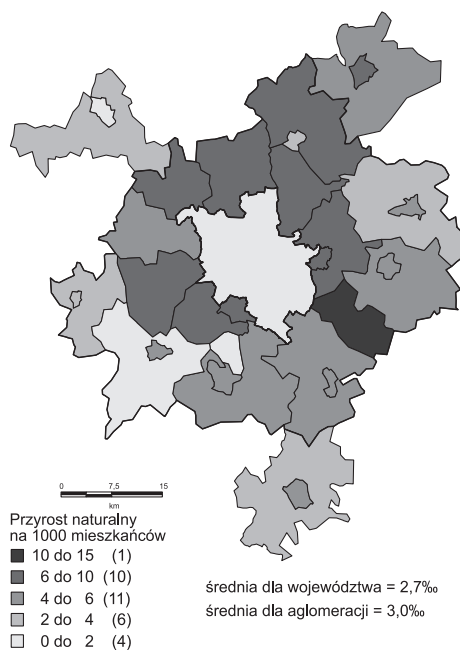 0 7,5 15
km
Przyrost naturalny
na 1000 mieszkańców
10 do 15 (1)
6 do 10 (10)
4 do 6 (11)
2 do 4 (6)
0 do 2 (4)
średnia dla województwa = 2,7‰
średnia dla aglomeracji = 3,0‰